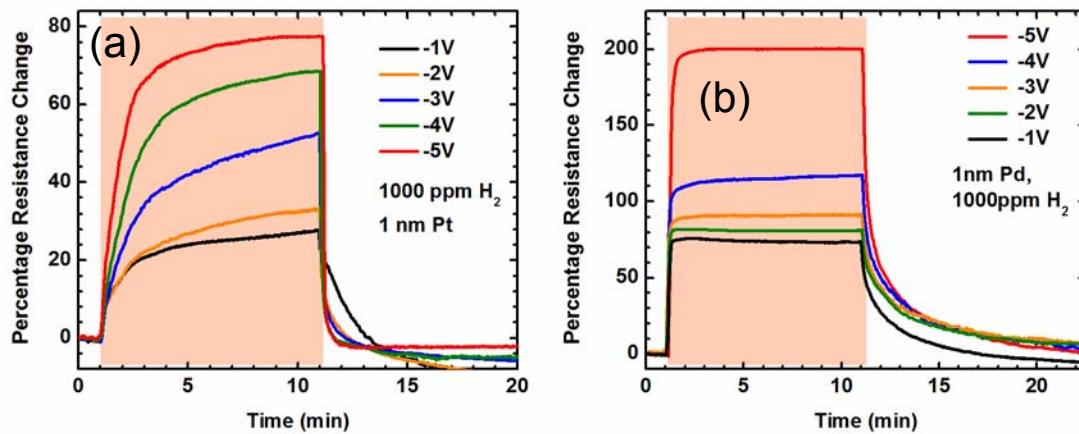 (a)
Percentage Resistance Change
80
60
40
20
0
-1V
-2V
-3V
-4V
-5V
1000 ppm H₂
1 nm Pt
0
5
10
15
20
Time (min)
(b)
Percentage Resistance Change
200
150
100
50
0
-5V
-4V
-3V
-2V
-1V
1nm Pd,
1000ppm H₂
0
5
10
15
20
Time (min)